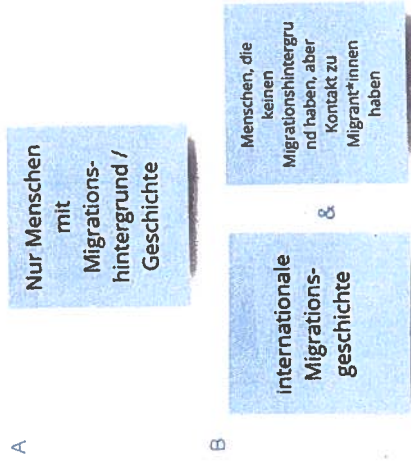 A
Nur Menschen
mit
Migrations-
hintergrund /
Geschichte
B
internationale
Migrations-
geschichte
&
Menschen, die
keinen
Migrationshintergru
nd haben, aber
Kontakt zu
Migrant*innen
haben